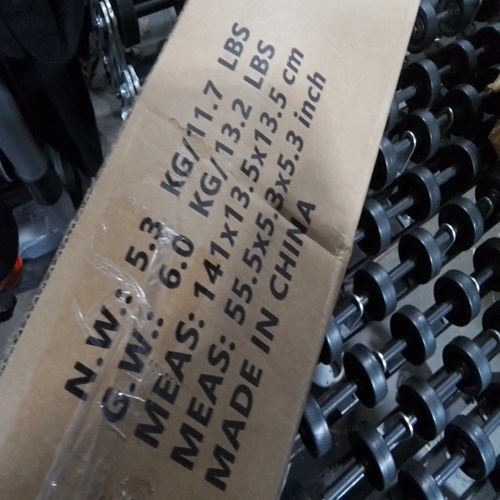 N.W.: 5.3 KG/11.7 LBS
G.W.: 6.0 KG/13.2 LBS
MEAS: 141x13.5x13.5 cm
MEAS: 55.5x5.3x5.3 inch
MADE IN CHINA